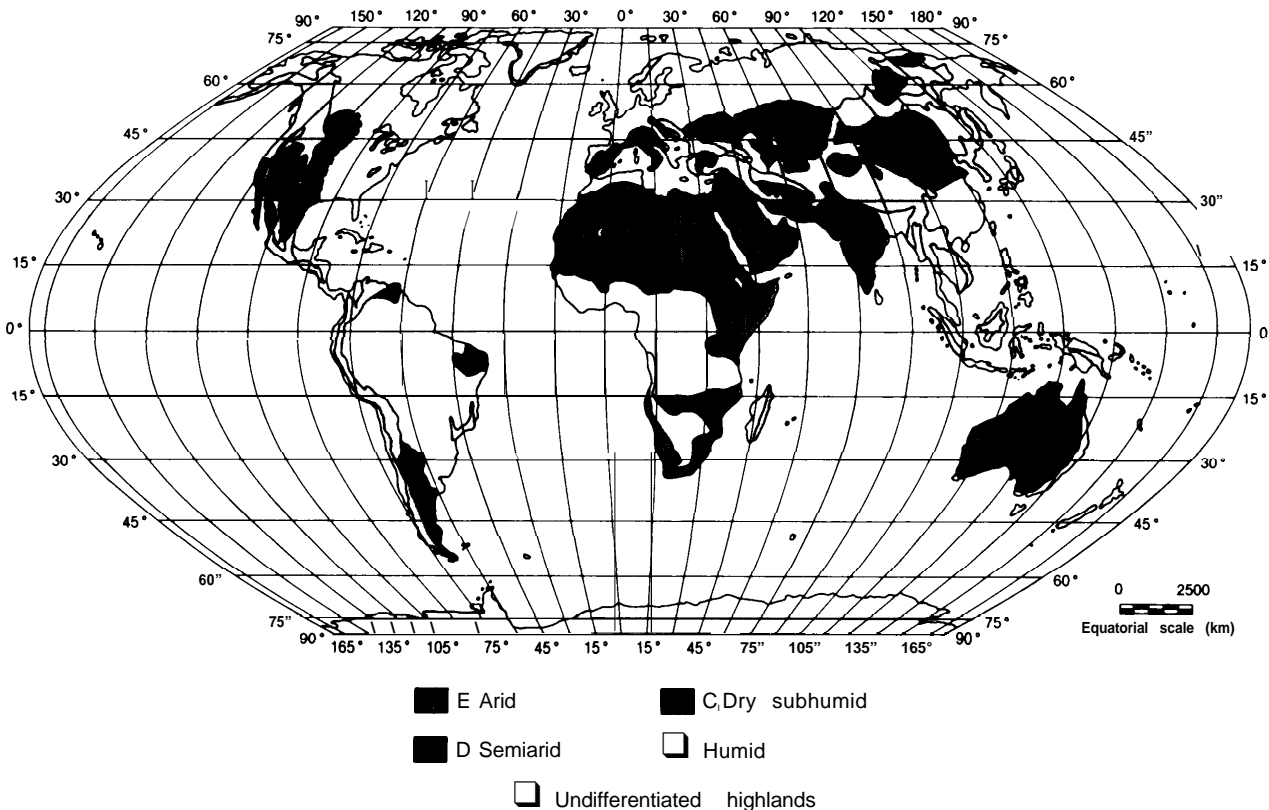 90° 150° 120° 90° 60° 30° 0° 30° 60° 90° 120° 150° 180° 90°
75° 75°
60° 60°
45° 45”
30° 30”
15° 15°
0° 0
15° 15°
30° 30°
45° 45°
60” 60°
75” 75°
90° 165° 135° 105° 75° 45° 15° 15° 45° 75” 105” 135” 165° 90°
0 2500
Equatorial scale (km)
E Arid C₁Dry subhumid
D Semiarid Humid
Undifferentiated highlands